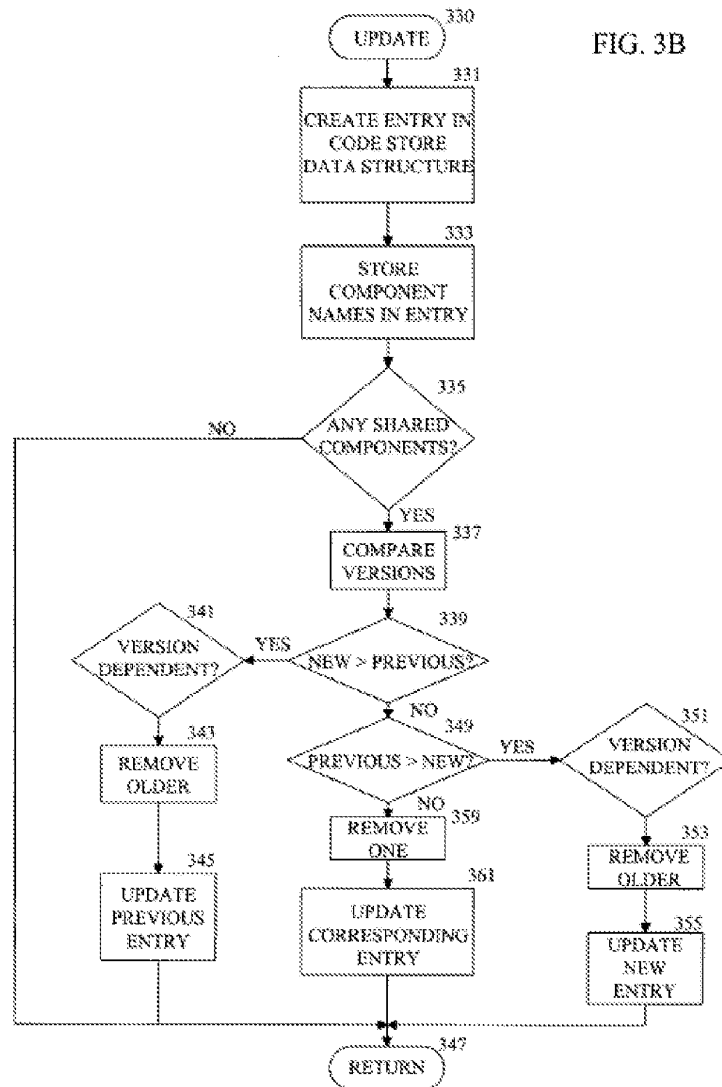 FIG. 3B
330
UPDATE
331
CREATE ENTRY IN
CODE STORE
DATA STRUCTURE
333
STORE
COMPONENT
NAMES IN ENTRY
335
ANY SHARED
COMPONENTS?
NO
YES
337
COMPARE
VERSIONS
339
NEW > PREVIOUS?
YES
NO
341
VERSION
DEPENDENT?
343
REMOVE
OLDER
345
UPDATE
PREVIOUS
ENTRY
349
PREVIOUS > NEW?
YES
NO
351
VERSION
DEPENDENT?
353
REMOVE
OLDER
355
UPDATE
NEW
ENTRY
359
REMOVE
ONE
361
UPDATE
CORRESPONDING
ENTRY
347
RETURN